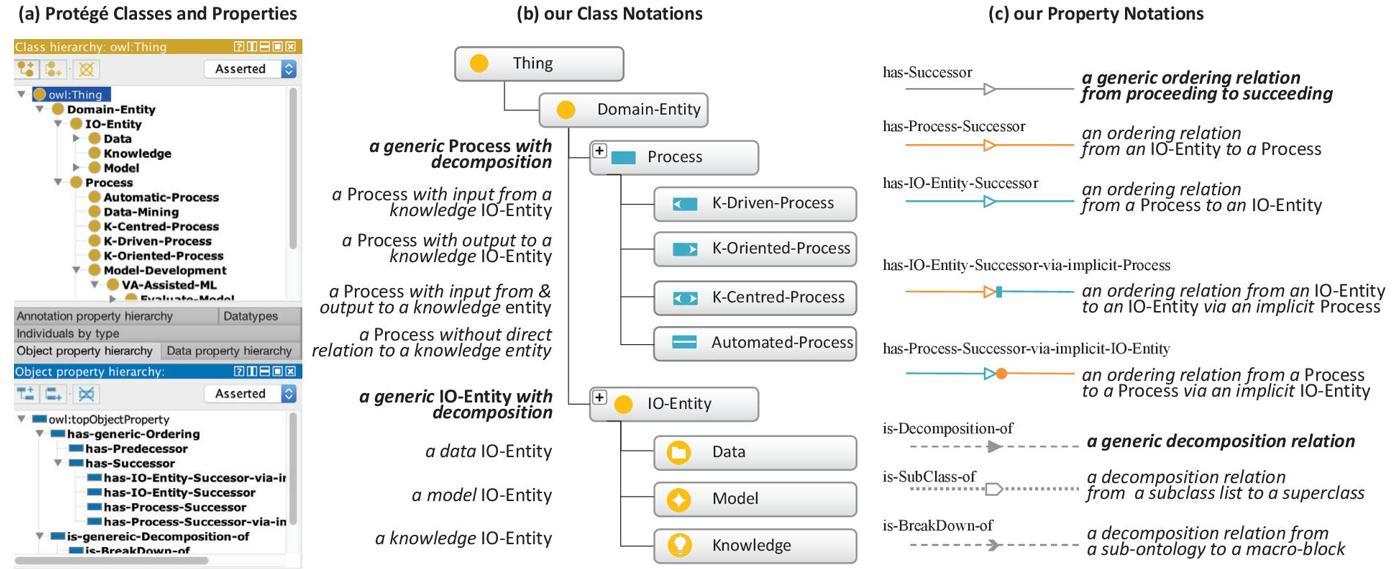 (a) Protégé Classes and Properties
Class hierarchy: owl:Thing
Asserted
owl:Thing
Domain-Entity
IO-Entity
Data
Knowledge
Model
Process
Automatic-Process
Data-Mining
K-Centred-Process
K-Driven-Process
K-Oriented-Process
Model-Development
VA-Assisted-ML
Evaluate-Model
Annotation property hierarchy
Datatypes
Individuals by type
Object property hierarchy
Data property hierarchy
Object property hierarchy:
Asserted
owl:topObjectProperty
has-generic-Ordering
has-Predecessor
has-Successor
has-IO-Entity-Succesor-via-ir
has-IO-Entity-Successor
has-Process-Successor
has-Process-Successor-via-in
is-genereic-Decomposition-of
is-BreakDown-of
(b) our Class Notations
Thing
Domain-Entity
a generic Process with
decomposition
Process
a Process with input from a
knowledge IO-Entity
K-Driven-Process
a Process with output to a
knowledge IO-Entity
K-Oriented-Process
a Process with input from &
output to a knowledge entity
K-Centred-Process
a Process without direct
relation to a knowledge entity
Automated-Process
a generic IO-Entity with
decomposition
IO-Entity
a data IO-Entity
Data
a model IO-Entity
Model
a knowledge IO-Entity
Knowledge
(c) our Property Notations
has-Successor
a generic ordering relation
from proceeding to succeeding
has-Process-Successor
an ordering relation
from an IO-Entity to a Process
has-IO-Entity-Successor
an ordering relation
from a Process to an IO-Entity
has-IO-Entity-Successor-via-implicit-Process
an ordering relation from an IO-Entity
to an IO-Entity via an implicit Process
has-Process-Successor-via-implicit-IO-Entity
an ordering relation from a Process
to a Process via an implicit IO-Entity
is-Decomposition-of
a generic decomposition relation
is-SubClass-of
a decomposition relation
from a subclass list to a superclass
is-BreakDown-of
a decomposition relation from
a sub-ontology to a macro-block